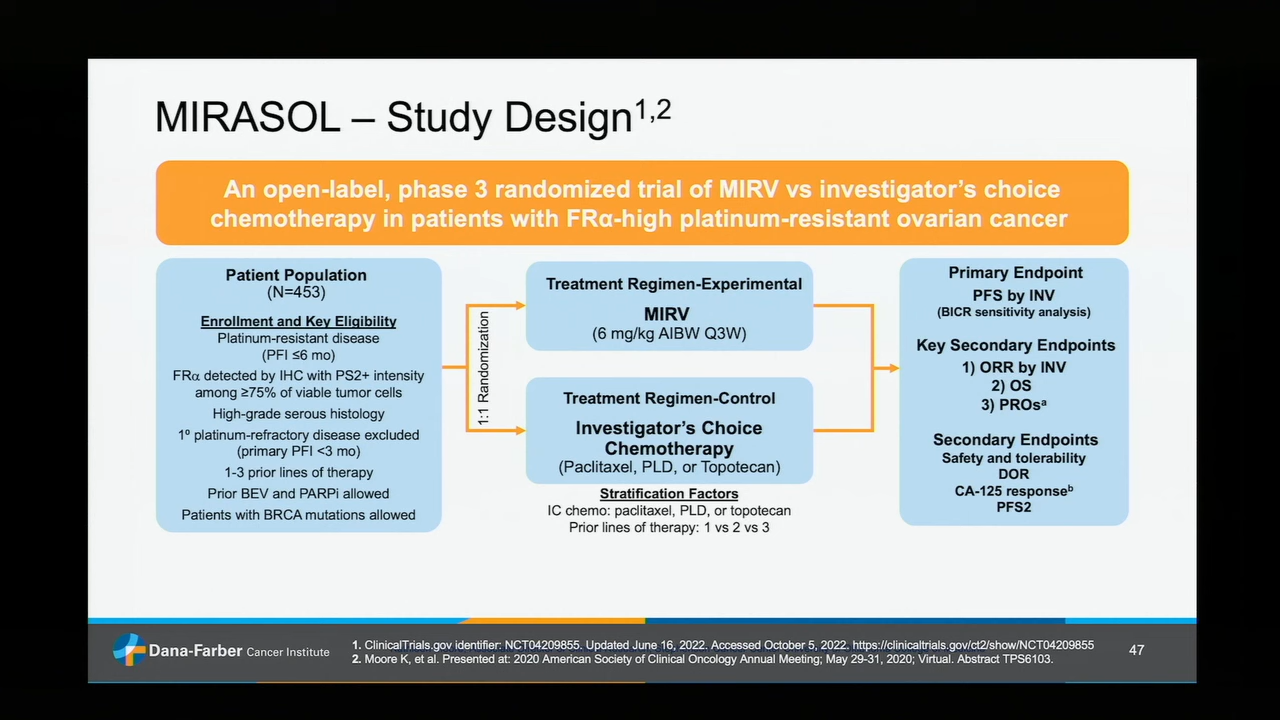 MIRASOL – Study Design1,2
An open-label, phase 3 randomized trial of MIRV vs investigator's choice
chemotherapy in patients with FRα-high platinum-resistant ovarian cancer
Patient Population
(N=453)
Enrollment and Key Eligibility
Platinum-resistant disease
(PFI ≤6 mo)
FRα detected by IHC with PS2+ intensity
among ≥75% of viable tumor cells
High-grade serous histology
1º platinum-refractory disease excluded
(primary PFI <3 mo)
1-3 prior lines of therapy
Prior BEV and PARPi allowed
Patients with BRCA mutations allowed
1:1 Randomization
Treatment Regimen-Experimental
MIRV
(6 mg/kg AIBW Q3W)
Treatment Regimen-Control
Investigator's Choice
Chemotherapy
(Paclitaxel, PLD, or Topotecan)
Stratification Factors
IC chemo: paclitaxel, PLD, or topotecan
Prior lines of therapy: 1 vs 2 vs 3
Primary Endpoint
PFS by INV
(BICR sensitivity analysis)
Key Secondary Endpoints
1) ORR by INV
2) OS
3) PROsa
Secondary Endpoints
Safety and tolerability
DOR
CA-125 responseb
PFS2
Dana-Farber Cancer Institute
1. ClinicalTrials.gov identifier: NCT04209855. Updated June 16, 2022. Accessed October 5, 2022. https://clinicaltrials.gov/ct2/show/NCT04209855
2. Moore K, et al. Presented at: 2020 American Society of Clinical Oncology Annual Meeting; May 29-31, 2020; Virtual. Abstract TPS6103.
47